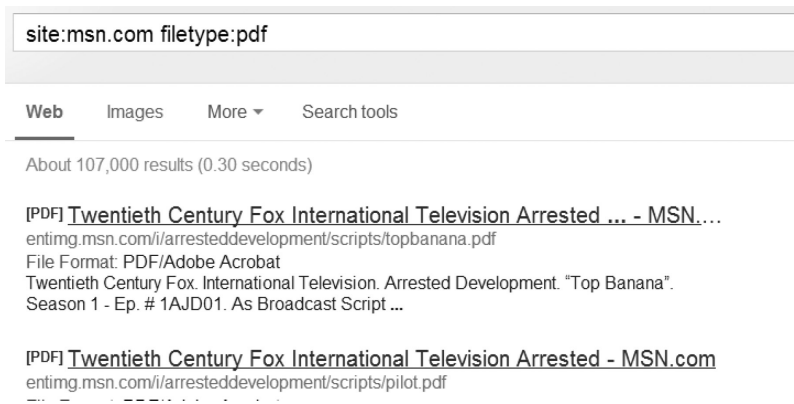 site:msn.com filetype:pdf
Web Images More Search tools
About 107,000 results (0.30 seconds)
[PDF] Twentieth Century Fox International Television Arrested ... - MSN....
entimg.msn.com/i/arresteddevelopment/scripts/topbanana.pdf
File Format: PDF/Adobe Acrobat
Twentieth Century Fox. International Television. Arrested Development. “Top Banana”.
Season 1 - Ep. # 1AJD01. As Broadcast Script ...
[PDF] Twentieth Century Fox International Television Arrested - MSN.com
entimg.msn.com/i/arresteddevelopment/scripts/pilot.pdf